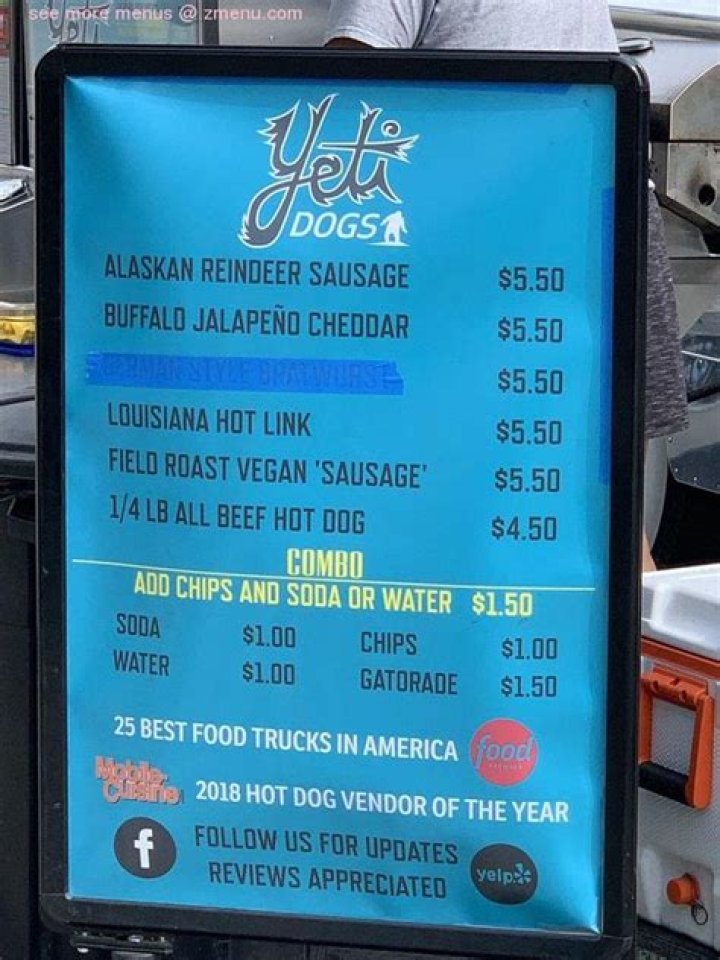 see more menus @ zmenu.com
Yeti
DOGS
ALASKAN REINDEER SAUSAGE $5.50
BUFFALO JALAPEÑO CHEDDAR $5.50
GERMAN STYLE BRATWURST $5.50
LOUISIANA HOT LINK $5.50
FIELD ROAST VEGAN 'SAUSAGE' $5.50
1/4 LB ALL BEEF HOT DOG $4.50
COMBO
ADD CHIPS AND SODA OR WATER $1.50
SODA $1.00 CHIPS $1.00
WATER $1.00 GATORADE $1.50
25 BEST FOOD TRUCKS IN AMERICA food
Mobile-
Cuisine 2018 HOT DOG VENDOR OF THE YEAR
f FOLLOW US FOR UPDATES
REVIEWS APPRECIATED yelp